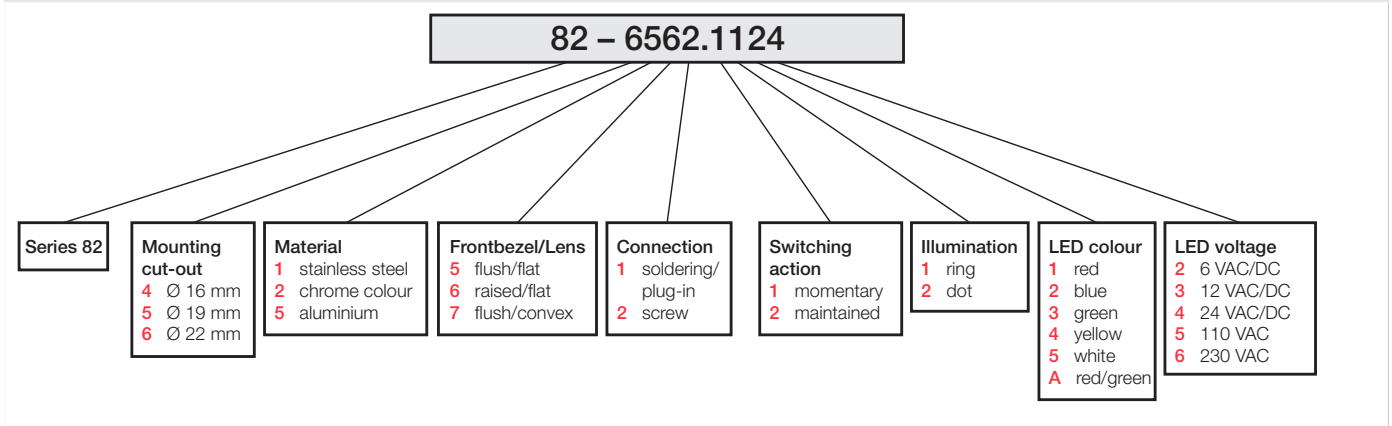 82 – 6562.1124
Series 82
Mounting
cut-out
4 Ø 16 mm
5 Ø 19 mm
6 Ø 22 mm
Material
1 stainless steel
2 chrome colour
5 aluminium
Frontbezel/Lens
5 flush/flat
6 raised/flat
7 flush/convex
Connection
1 soldering/
plug-in
2 screw
Switching
action
1 momentary
2 maintained
Illumination
1 ring
2 dot
LED colour
1 red
2 blue
3 green
4 yellow
5 white
A red/green
LED voltage
2 6 VAC/DC
3 12 VAC/DC
4 24 VAC/DC
5 110 VAC
6 230 VAC